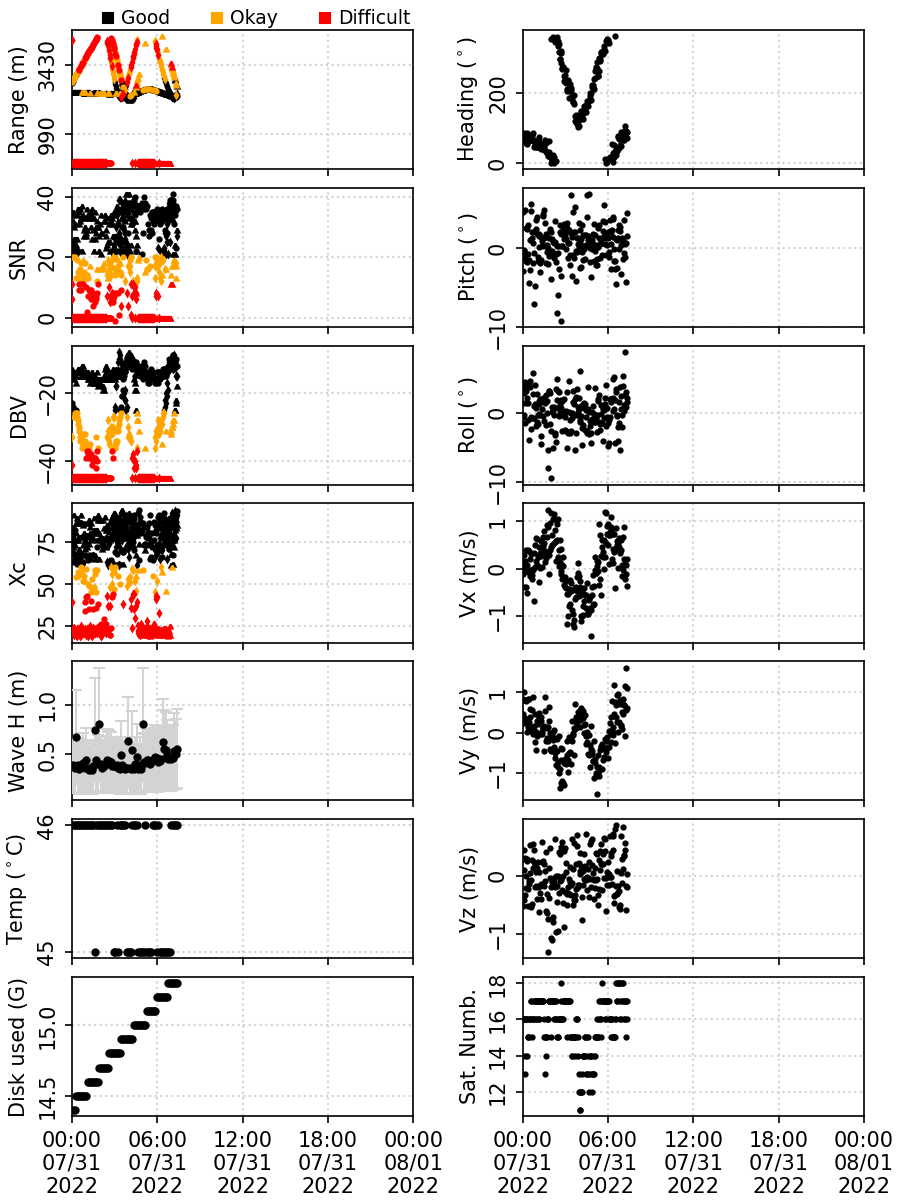 Good Okay Difficult
Range (m)
3430
990
Heading (°)
200
0
SNR
40
20
0
Pitch (°)
0
−10
DBV
−20
−40
Roll (°)
0
−10
Xc
75
50
25
Vx (m/s)
1
0
−1
Wave H (m)
1.0
0.5
Vy (m/s)
1
0
−1
Temp (°C)
46
45
Vz (m/s)
0
−1
Disk used (G)
15.0
14.5
Sat. Numb.
18
16
14
12
00:00 06:00 12:00 18:00 00:00
07/31 07/31 07/31 07/31 08/01
2022 2022 2022 2022 2022
00:00 06:00 12:00 18:00 00:00
07/31 07/31 07/31 07/31 08/01
2022 2022 2022 2022 2022